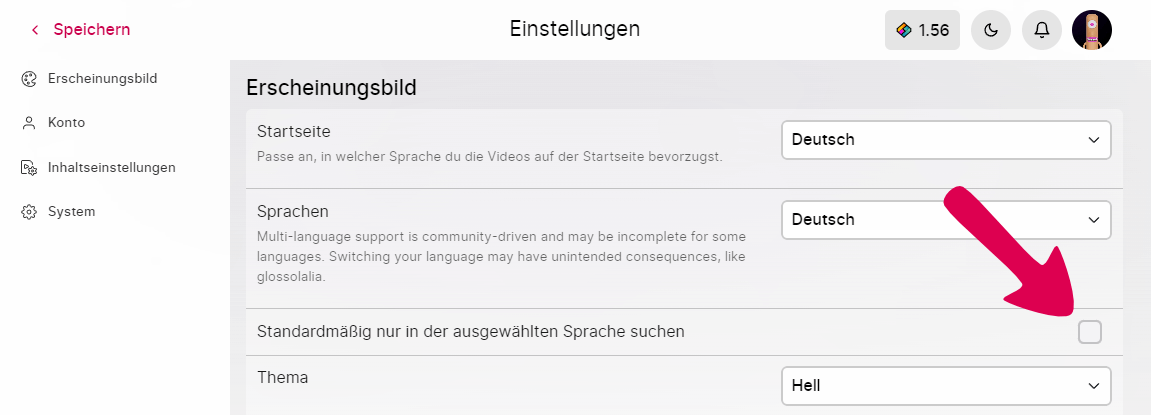 Speichern
Einstellungen
1.56
Erscheinungsbild
Konto
Inhaltseinstellungen
System
Erscheinungsbild
Startseite
Passe an, in welcher Sprache du die Videos auf der Startseite bevorzugst.
Deutsch
Sprachen
Multi-language support is community-driven and may be incomplete for some
languages. Switching your language may have unintended consequences, like
glossolalia.
Deutsch
Standardmäßig nur in der ausgewählten Sprache suchen
Thema
Hell